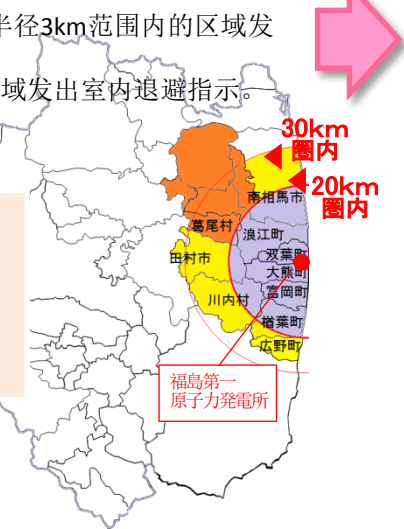 半径3km范围内的区域发
域发出室内退避指示。
30km
圏内
20km
圏内
南相馬市
葛尾村
浪江町
田村市
双葉町
大熊町
富岡町
川内村
楢葉町
広野町
福島第一
原子力発電所